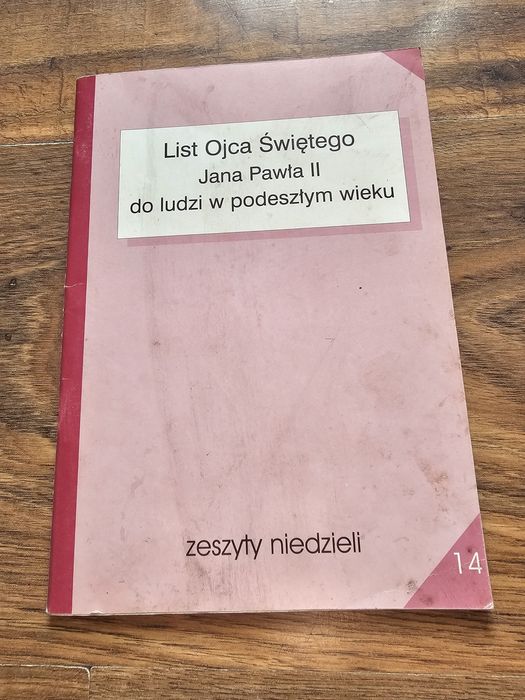 List Ojca Świętego
Jana Pawła II
do ludzi w podeszłym wieku
zeszyty niedzieli
14